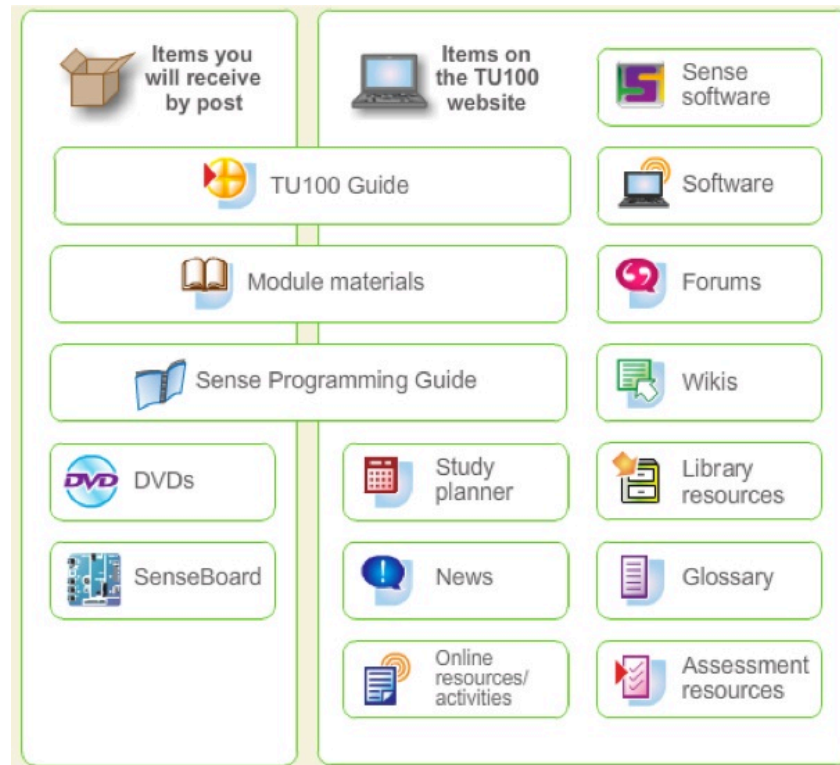 Items you
will receive
by post
Items on
the TU100
website
Sense
software
TU100 Guide
Software
Module materials
Forums
Sense Programming Guide
Wikis
DVD
DVDs
Study
planner
Library
resources
SenseBoard
News
Glossary
Online
resources/
activities
Assessment
resources